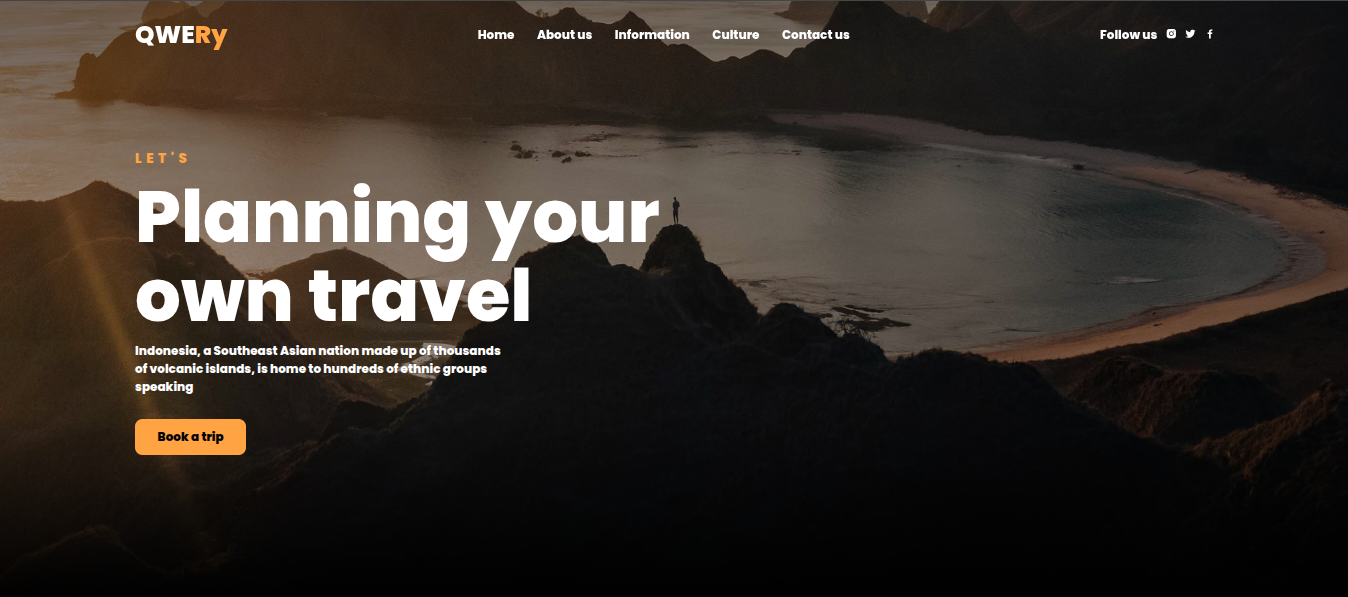 QWERy
Home About us Information Culture Contact us
Follow us
LET'S
Planning your
own travel
Indonesia, a Southeast Asian nation made up of thousands
of volcanic islands, is home to hundreds of ethnic groups
speaking
Book a trip